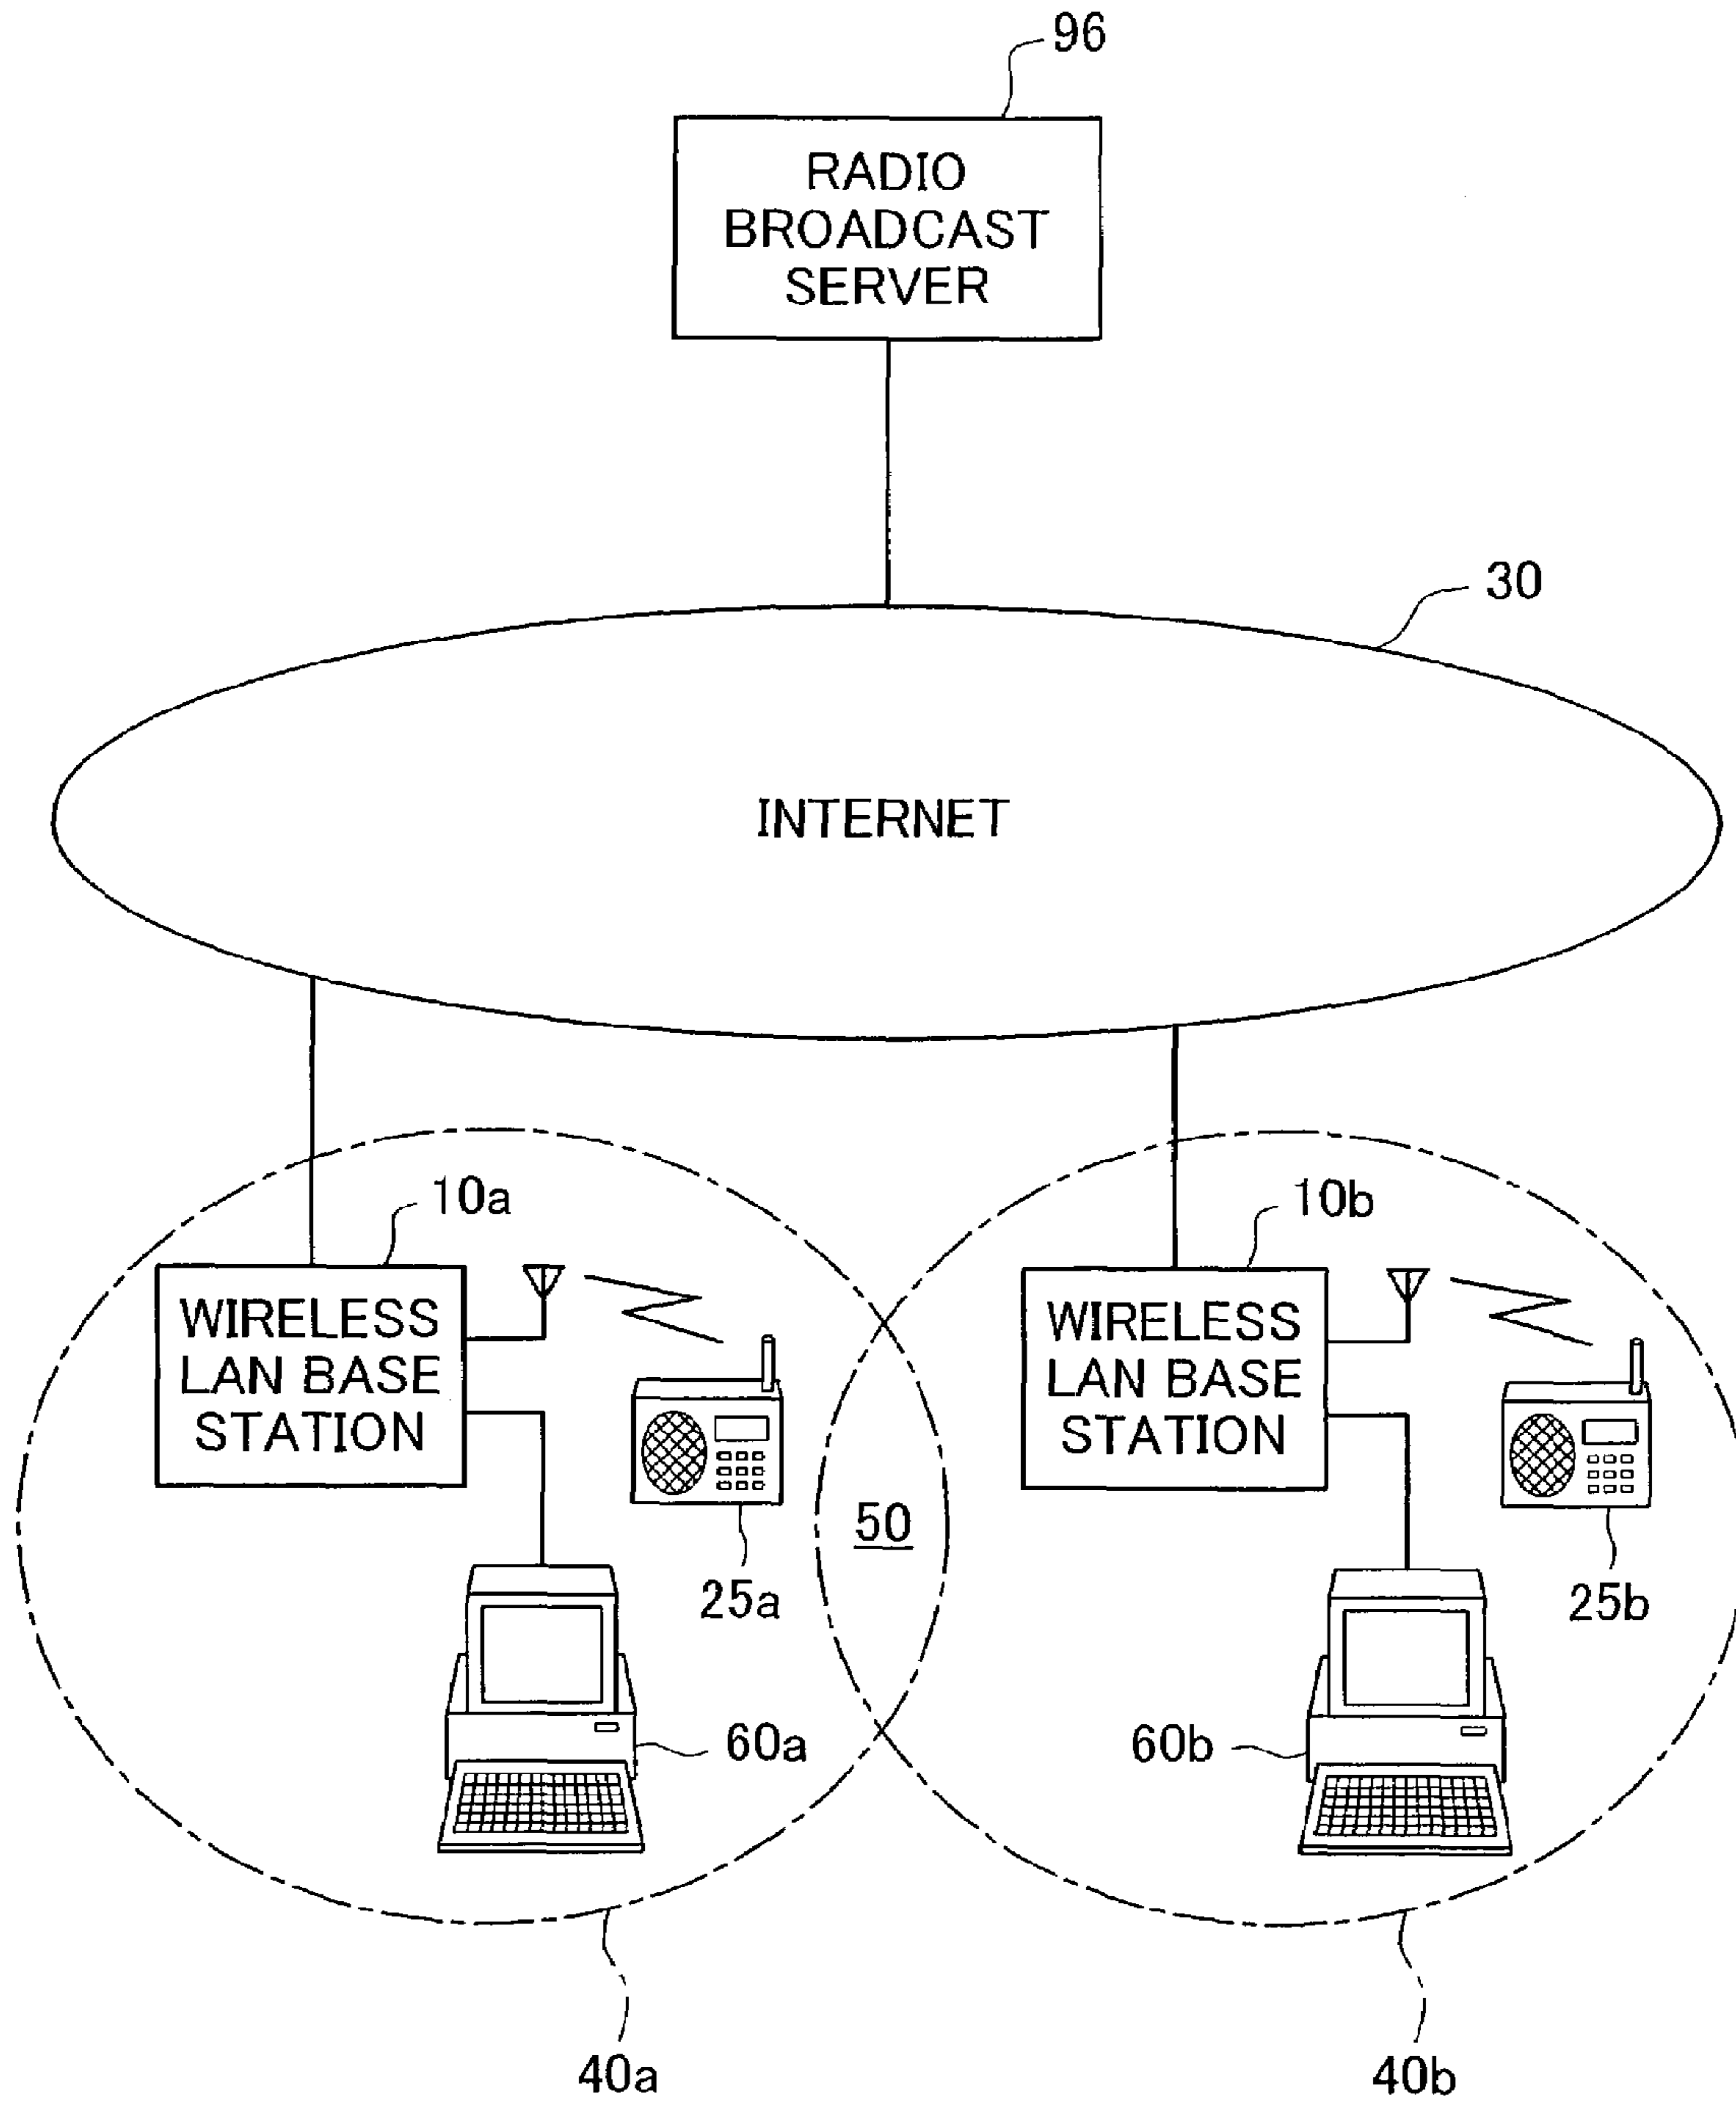 96
RADIO
BROADCAST
SERVER
30
INTERNET
10a
10b
WIRELESS
LAN BASE
STATION
WIRELESS
LAN BASE
STATION
50
25a
25b
60a
60b
40a
40b